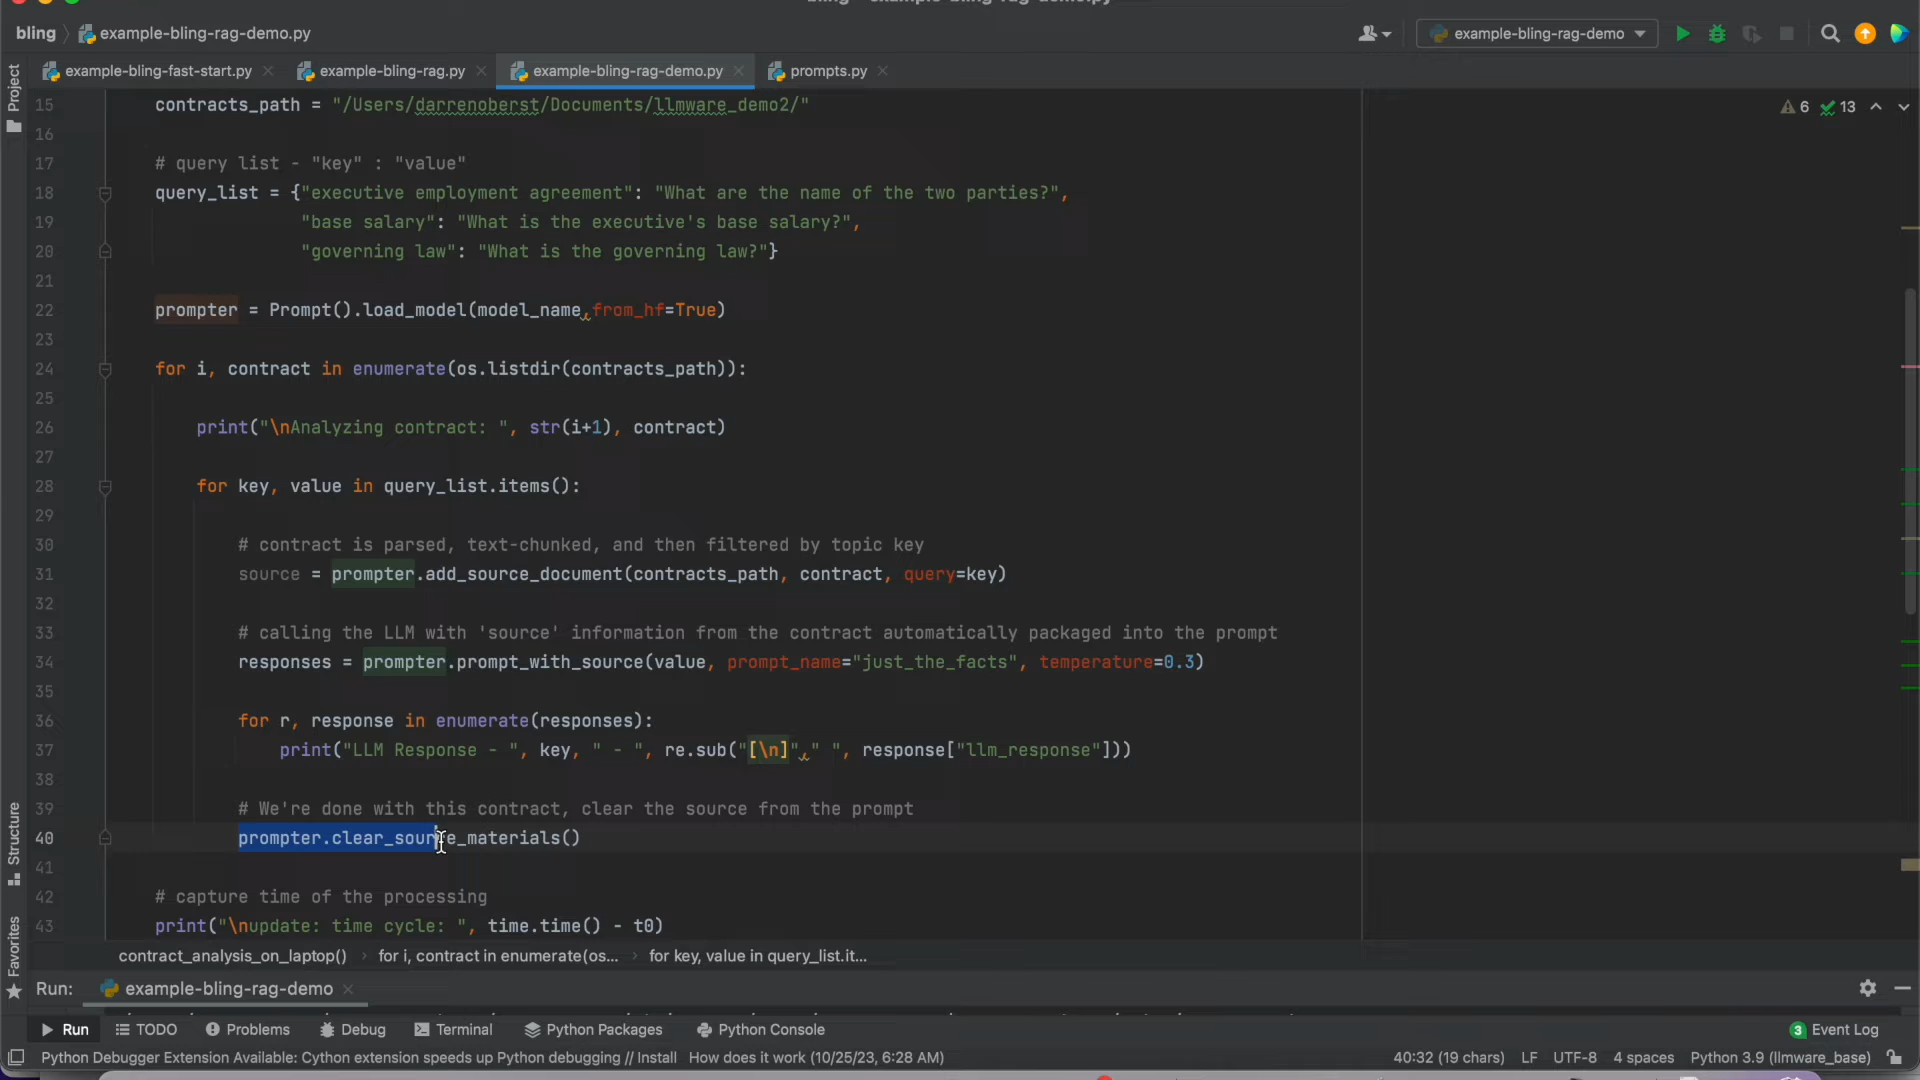 bling example-bling-rag-demo.py example-bling-rag-demo
Project
example-bling-fast-start.py example-bling-rag.py example-bling-rag-demo.py prompts.py
6 13
15 contracts_path = "/Users/darrenoberst/Documents/llmware_demo2/"
16
17 # query list - "key" : "value"
18 query_list = {"executive employment agreement": "What are the name of the two parties?",
19 "base salary": "What is the executive's base salary?",
20 "governing law": "What is the governing law?"}
21
22 prompter = Prompt().load_model(model_name,from_hf=True)
23
24 for i, contract in enumerate(os.listdir(contracts_path)):
25
26 print("\nAnalyzing contract: ", str(i+1), contract)
27
28 for key, value in query_list.items():
29
30 # contract is parsed, text-chunked, and then filtered by topic key
31 source = prompter.add_source_document(contracts_path, contract, query=key)
32
33 # calling the LLM with 'source' information from the contract automatically packaged into the prompt
34 responses = prompter.prompt_with_source(value, prompt_name="just_the_facts", temperature=0.3)
35
36 for r, response in enumerate(responses):
37 print("LLM Response - ", key, " - ", re.sub("[\n]"," ", response["llm_response"]))
38
39 # We're done with this contract, clear the source from the prompt
40 prompter.clear_source_materials()
41
42 # capture time of the processing
43 print("\nupdate: time cycle: ", time.time() - t0)
Structure
Favorites
contract_analysis_on_laptop() for i, contract in enumerate(os... for key, value in query_list.it...
Run: example-bling-rag-demo
Run TODO Problems Debug Terminal Python Packages Python Console 3 Event Log
Python Debugger Extension Available: Cython extension speeds up Python debugging // Install How does it work (10/25/23, 6:28 AM) 40:32 (19 chars) LF UTF-8 4 spaces Python 3.9 (llmware_base)